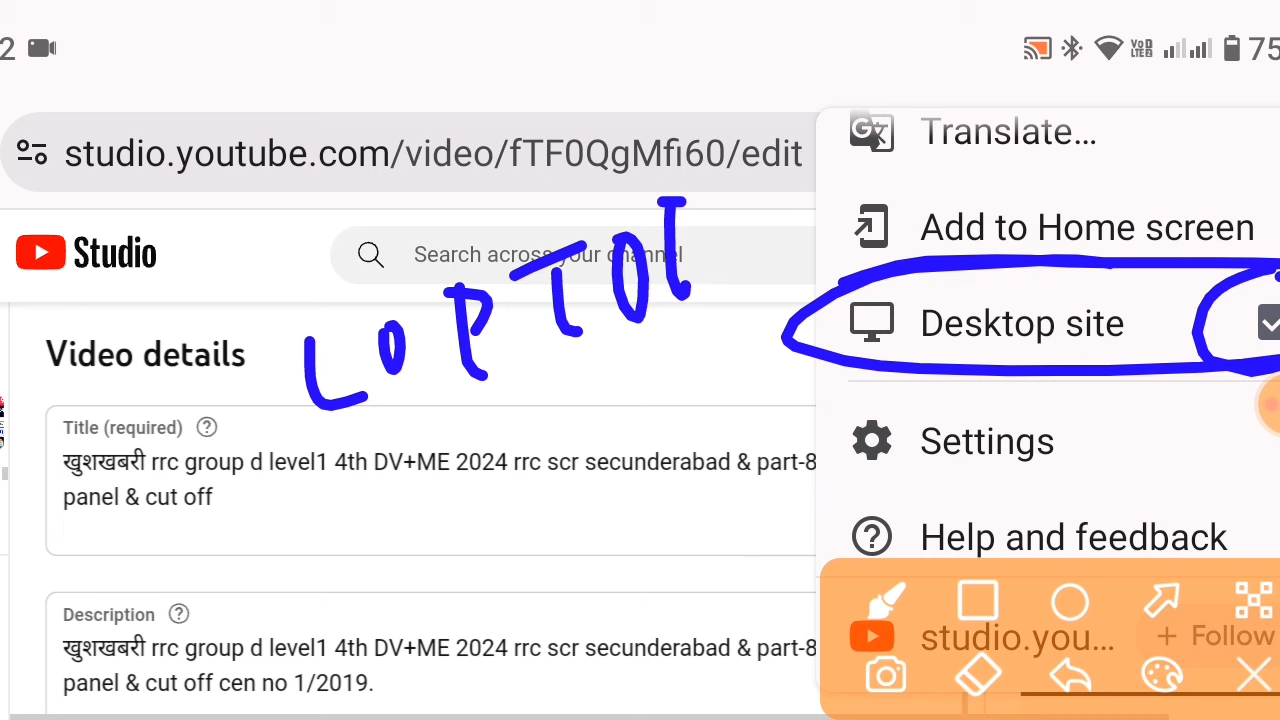 2
75
studio.youtube.com/video/fTF0QgMfi60/edit
Translate...
Add to Home screen
Desktop site
Settings
Help and feedback
studio.you...
+ Follow
Studio
Search across your channel
LOPTOI
Video details
Title (required)
खुशखबरी rrc group d level1 4th DV+ME 2024 rrc scr secunderabad & part-8
panel & cut off
Description
खुशखबरी rrc group d level1 4th DV+ME 2024 rrc scr secunderabad & part-8
panel & cut off cen no 1/2019.